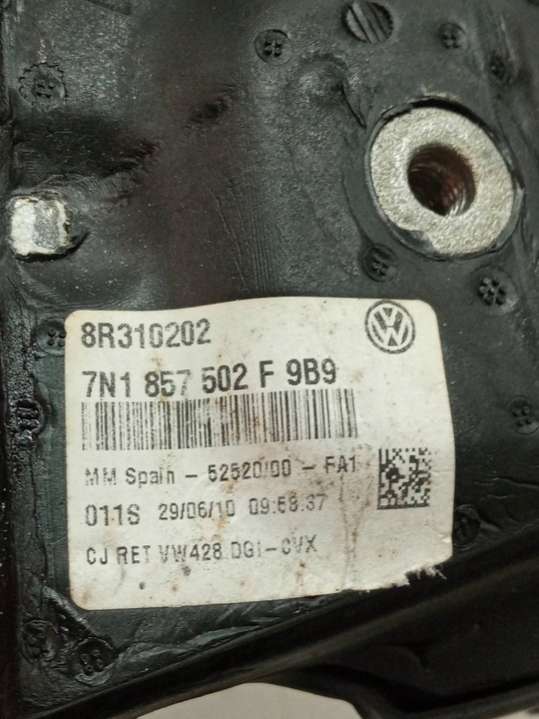 8R310202
7N1 857 502 F 9B9
MM Spain - 52520/00 - FA1
011S 29/06/10 09:58:37
CJ RET VW428 DGI-CVX